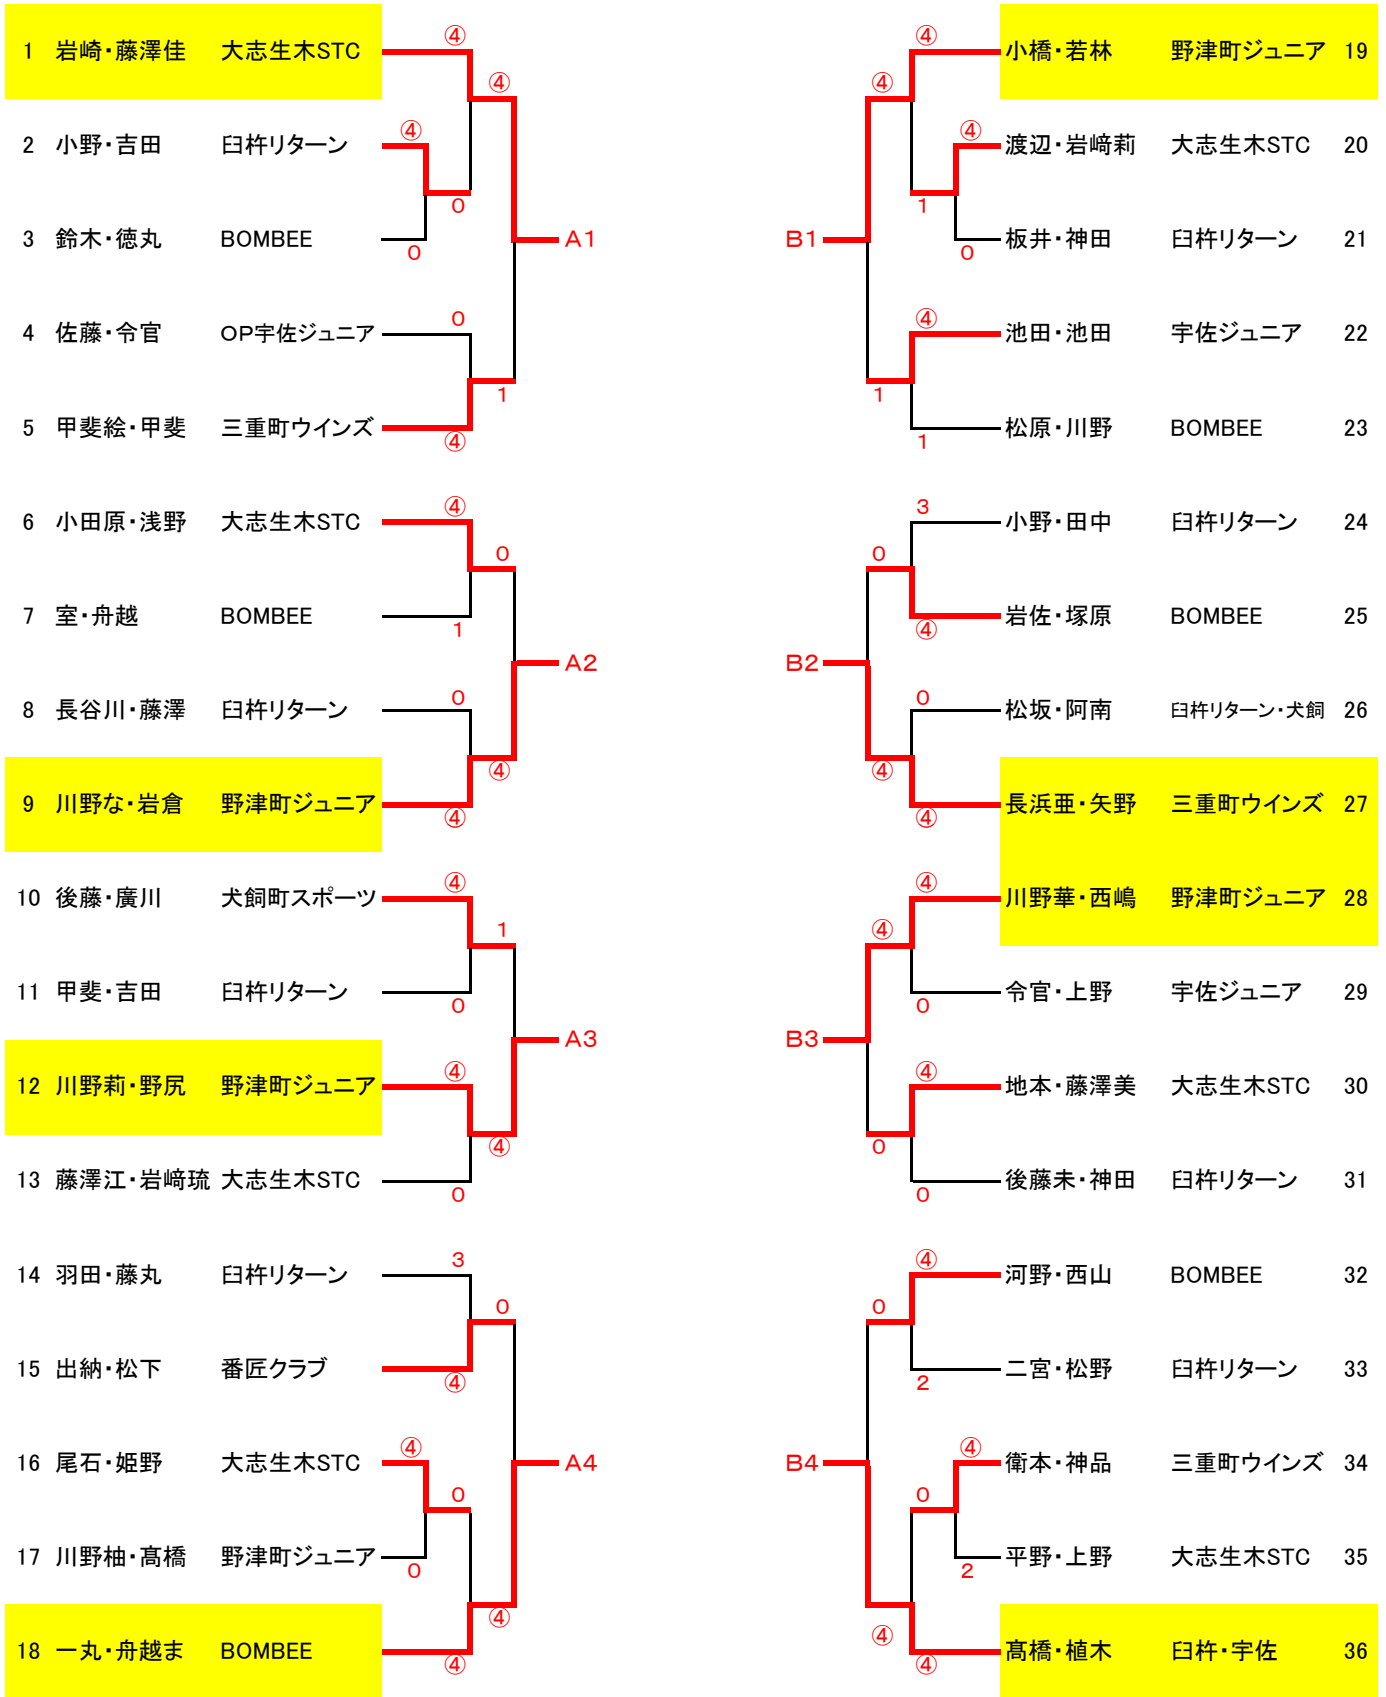 ④ ④
1 岩崎・藤澤佳 大志生木STC 小橋・若林 野津町ジュニア 19
④ ④
④ ④
2 小野・吉田 臼杵リターン 渡辺・岩﨑莉 大志生木STC 20
0 1
3 鈴木・徳丸 BOMBEE A1 B1 板井・神田 臼杵リターン 21
0 0
0 ④
4 佐藤・令官 OP宇佐ジュニア 池田・池田 宇佐ジュニア 22
1 1
5 甲斐絵・甲斐 三重町ウインズ 松原・川野 BOMBEE 23
④ 1
④ 3
6 小田原・浅野 大志生木STC 小野・田中 臼杵リターン 24
0 0
7 室・舟越 BOMBEE 岩佐・塚原 BOMBEE 25
1 ④
A2 B2
0 0
8 長谷川・藤澤 臼杵リターン 松坂・阿南 臼杵リターン・犬飼 26
④ ④
9 川野な・岩倉 野津町ジュニア 長浜亜・矢野 三重町ウインズ 27
④ ④
④ ④
10 後藤・廣川 犬飼町スポーツ 川野華・西嶋 野津町ジュニア 28
1 ④
11 甲斐・吉田 臼杵リターン 令官・上野 宇佐ジュニア 29
0 0
A3 B3
④ ④
12 川野莉・野尻 野津町ジュニア 地本・藤澤美 大志生木STC 30
④ 0
13 藤澤江・岩﨑琉 大志生木STC 後藤未・神田 臼杵リターン 31
0 0
3 ④
14 羽田・藤丸 臼杵リターン 河野・西山 BOMBEE 32
0 0
15 出納・松下 番匠クラブ 二宮・松野 臼杵リターン 33
④ 2
④ ④
16 尾石・姫野 大志生木STC A4 B4 衛本・神品 三重町ウインズ 34
0 0
17 川野柚・髙橋 野津町ジュニア 平野・上野 大志生木STC 35
0 2
④ ④
18 一丸・舟越ま BOMBEE 髙橋・植木 臼杵・宇佐 36
④ ④